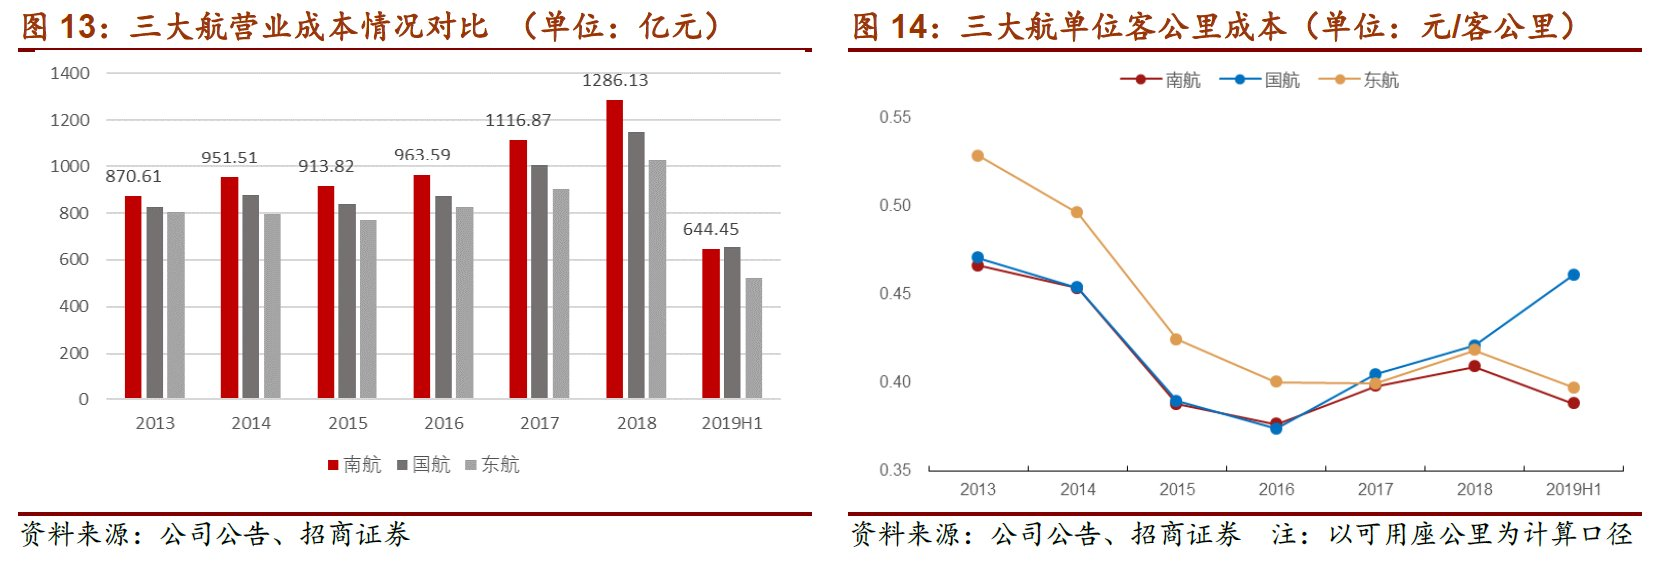 图 13：三大航营业成本情况对比 （单位：亿元）
1400
1200
1000
800
600
400
200
0
870.61
951.51
913.82
963.59
1116.87
1286.13
644.45
2013 2014 2015 2016 2017 2018 2019H1
南航 国航 东航
资料来源：公司公告、招商证券
图 14：三大航单位客公里成本（单位：元/客公里）
南航 国航 东航
0.55
0.50
0.45
0.40
0.35
2013 2014 2015 2016 2017 2018 2019H1
资料来源：公司公告、招商证券 注：以可用座公里为计算口径